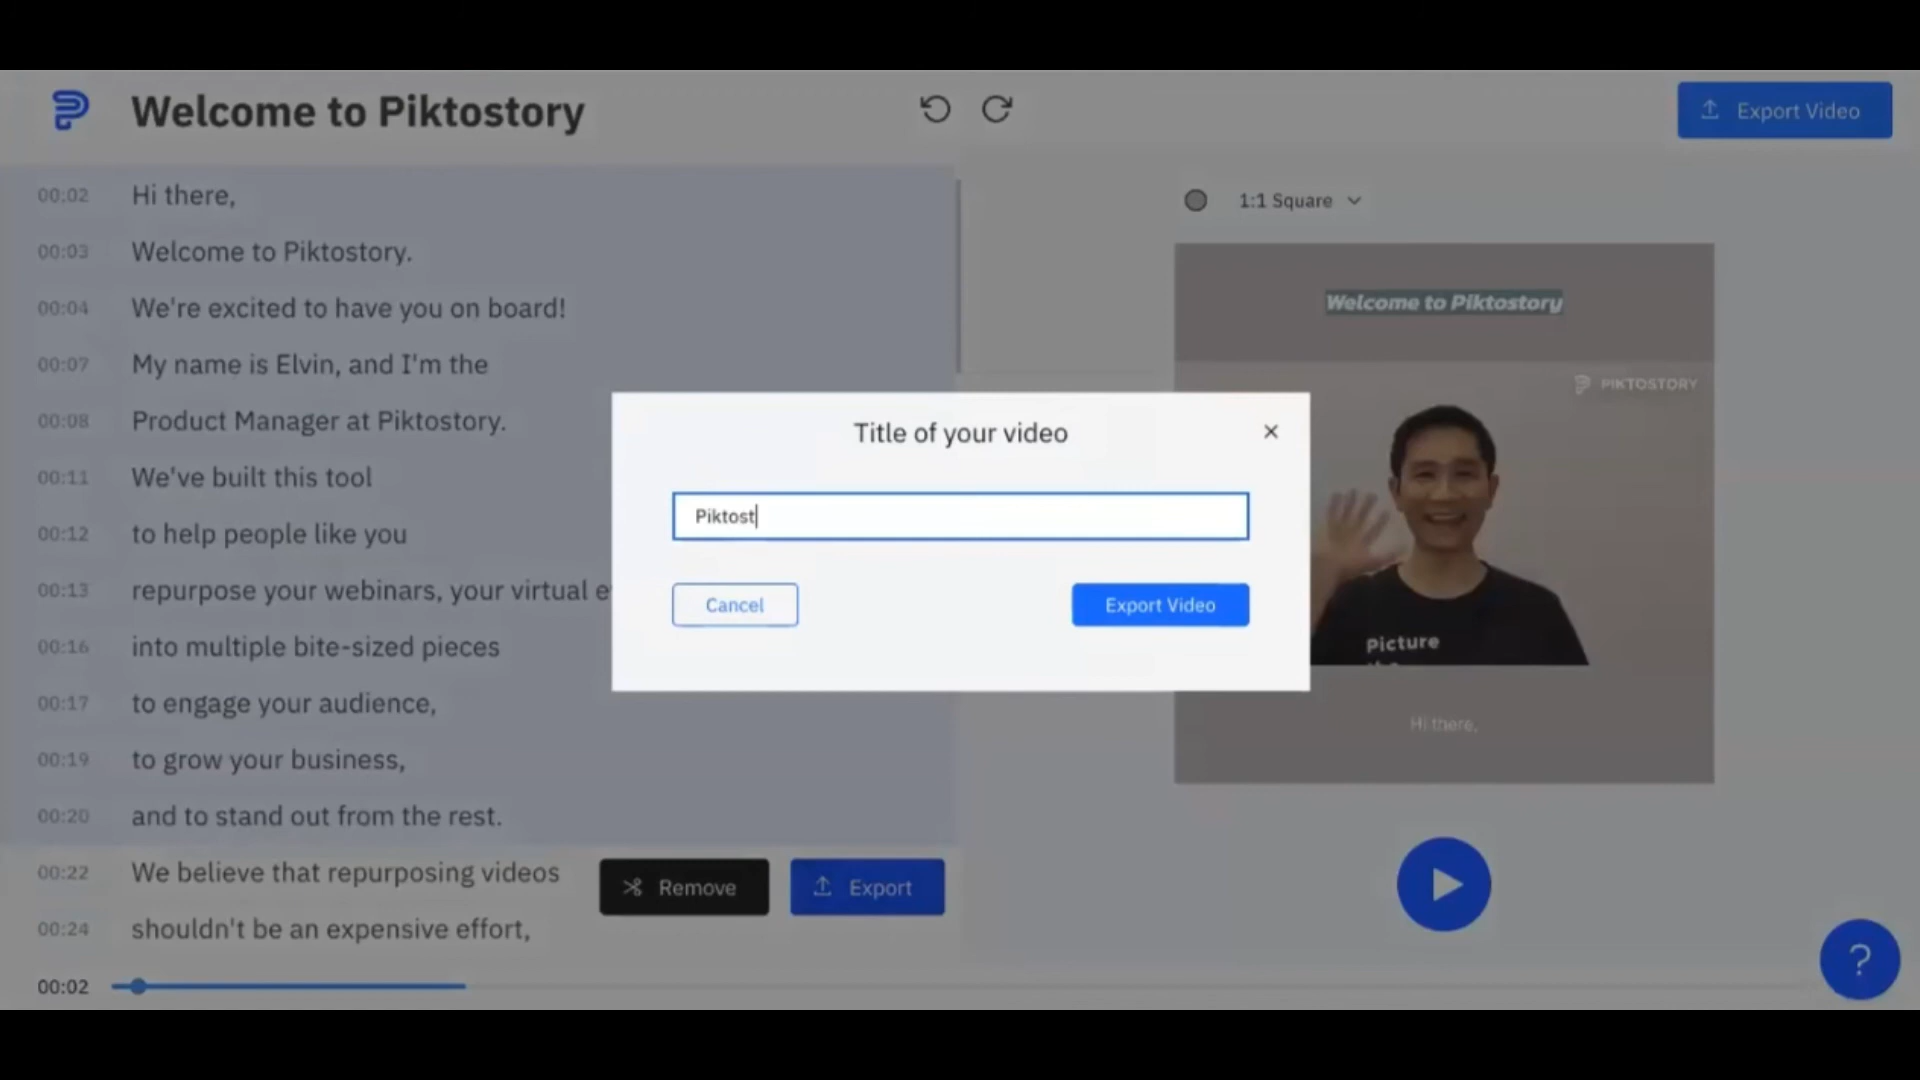 Welcome to Piktostory
Export Video
00:02 Hi there,
00:03 Welcome to Piktostory.
00:04 We're excited to have you on board!
00:07 My name is Elvin, and I'm the
00:08 Product Manager at Piktostory.
00:11 We've built this tool
00:12 to help people like you
00:13 repurpose your webinars, your virtual e
00:16 into multiple bite-sized pieces
00:17 to engage your audience,
00:19 to grow your business,
00:20 and to stand out from the rest.
00:22 We believe that repurposing videos
00:24 shouldn't be an expensive effort,
Remove
Export
00:02
1:1 Square
Welcome to Piktostory
PIKTOSTORY
Picture
Hi there,
?
Title of your video
Piktost
Cancel
Export Video